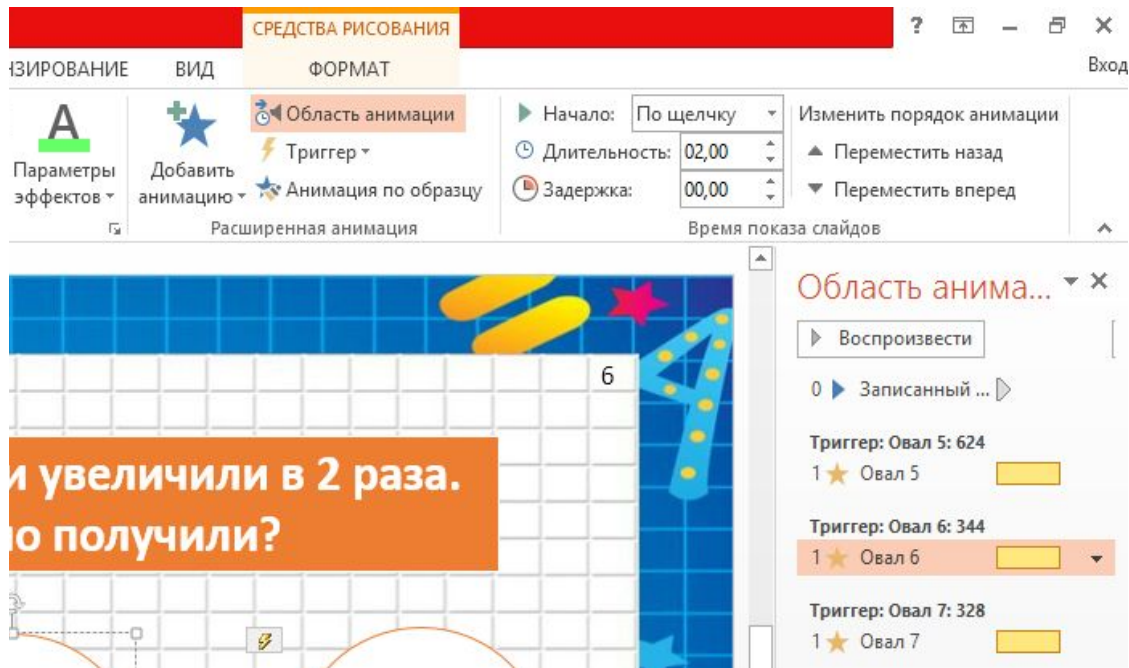 СРЕДСТВА РИСОВАНИЯ
?
НЗИРОВАНИЕ ВИД ФОРМАТ
Вход
Параметры эффектов
Добавить анимацию
Область анимации
Триггер
Анимация по образцу
Расширенная анимация
Начало: По щелчку
Длительность: 02,00
Задержка: 00,00
Изменить порядок анимации
Переместить назад
Переместить вперед
Время показа слайдов
6
и увеличили в 2 раза.
о получили?
Область анима...
Воспроизвести
0 Записанный ...
Триггер: Овал 5: 624
1 Овал 5
Триггер: Овал 6: 344
1 Овал 6
Триггер: Овал 7: 328
1 Овал 7